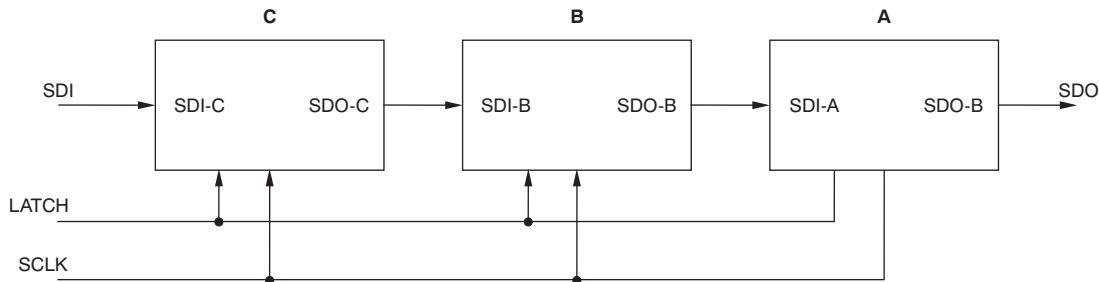 C B A
SDI SDI-C SDO-C SDI-B SDO-B SDI-A SDO-B SDO
LATCH
SCLK